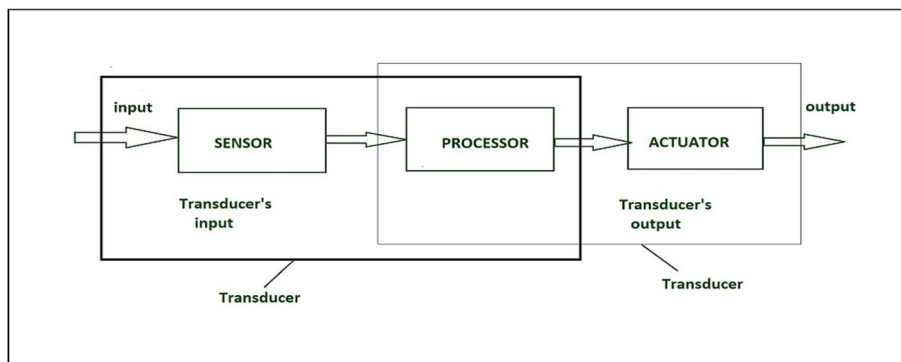 input
output
SENSOR
PROCESSOR
ACTUATOR
Transducer's
input
Transducer's
output
Transducer
Transducer